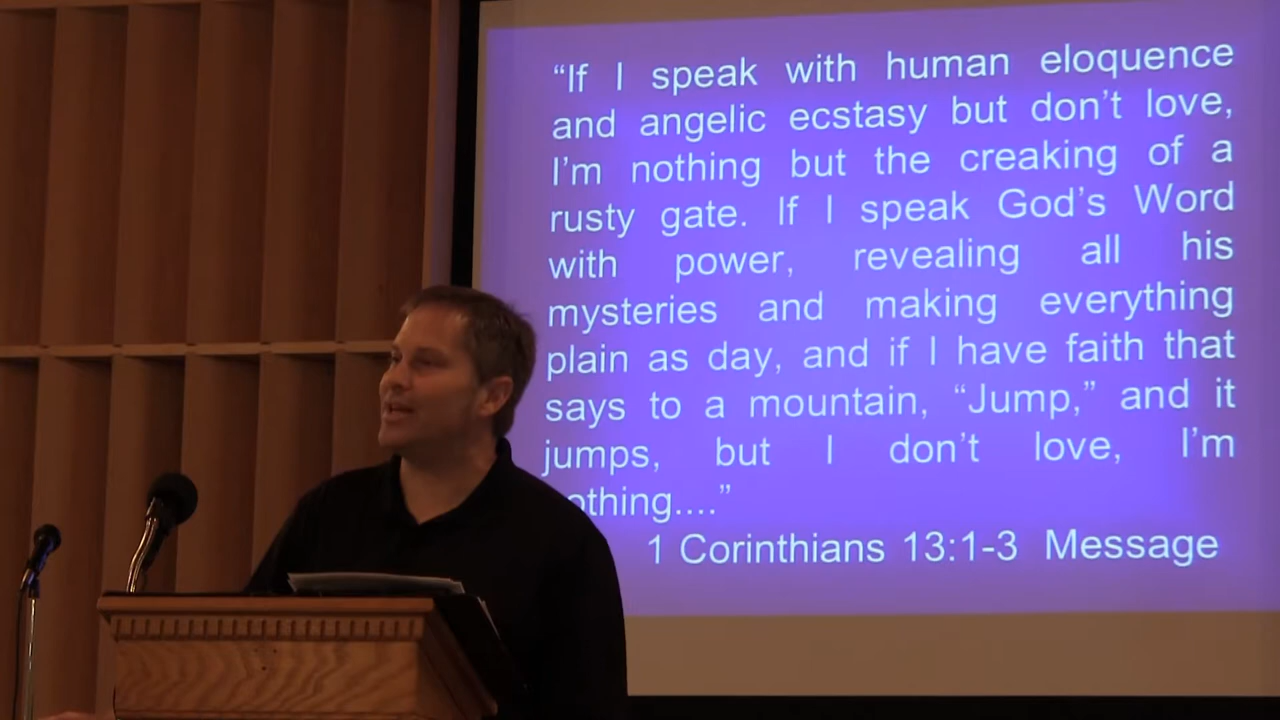 “If I speak with human eloquence
and angelic ecstasy but don’t love,
I’m nothing but the creaking of a
rusty gate. If I speak God’s Word
with power, revealing all his
mysteries and making everything
plain as day, and if I have faith that
says to a mountain, “Jump,” and it
jumps, but I don’t love, I’m
othing....”
1 Corinthians 13:1-3 Message